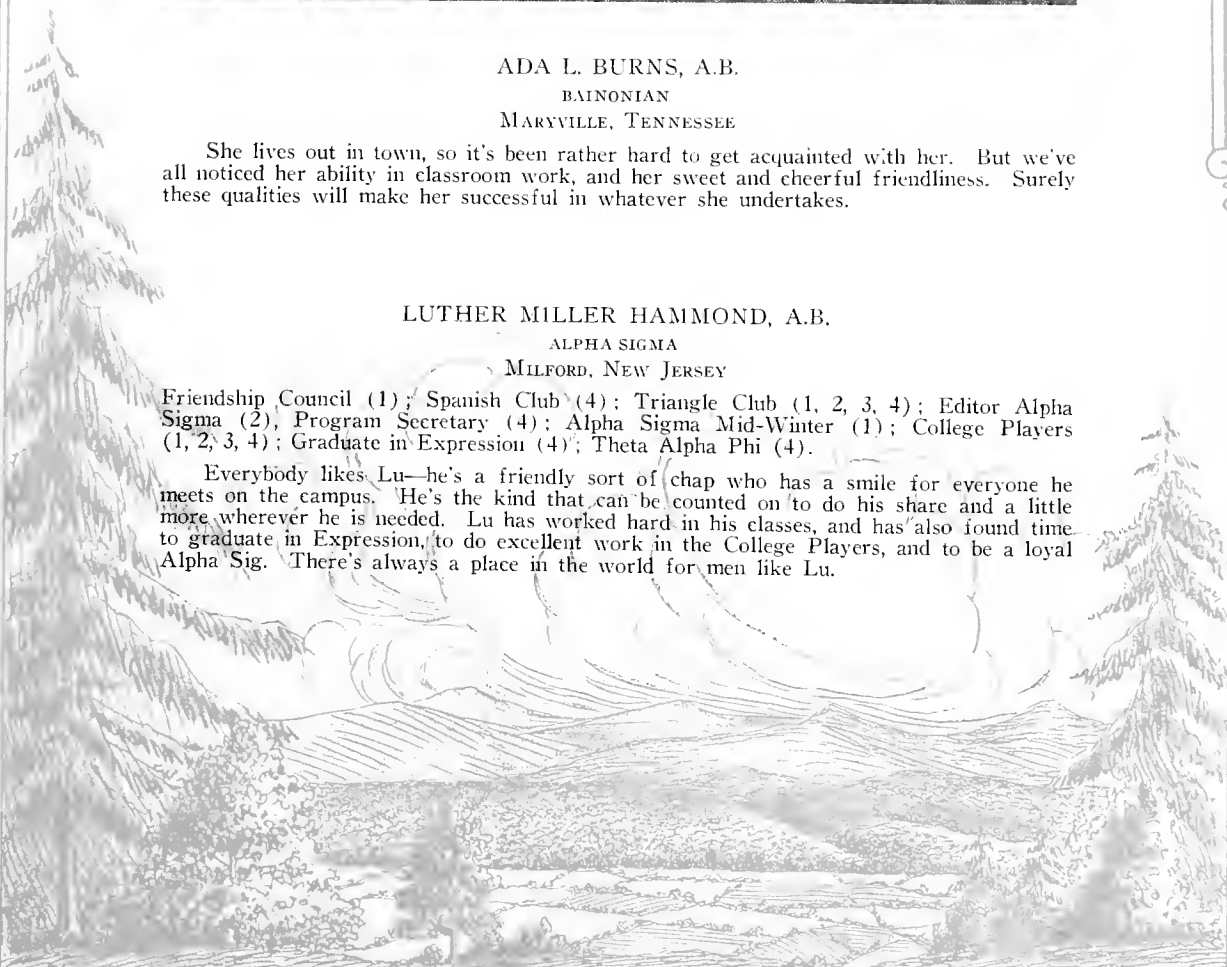 ADA L. BURNS, A.B.
BAINONIAN
MARYVILLE, TENNESSEE
She lives out in town, so it's been rather hard to get acquainted with her. But we've
all noticed her ability in classroom work, and her sweet and cheerful friendliness. Surely
these qualities will make her successful in whatever she undertakes.
LUTHER MILLER HAMMOND, A.B.
ALPHA SIGMA
MILFORD, NEW JERSEY
Friendship Council (1); Spanish Club (4); Triangle Club (1, 2, 3, 4); Editor Alpha
Sigma (2), Program Secretary (4); Alpha Sigma Mid-Winter (1); College Players
(1, 2, 3, 4); Graduate in Expression (4); Theta Alpha Phi (4).
Everybody likes Lu—he's a friendly sort of chap who has a smile for everyone he
meets on the campus. He's the kind that can be counted on to do his share and a little
more wherever he is needed. Lu has worked hard in his classes, and has also found time
to graduate in Expression, to do excellent work in the College Players, and to be a loyal
Alpha Sig. There's always a place in the world for men like Lu.